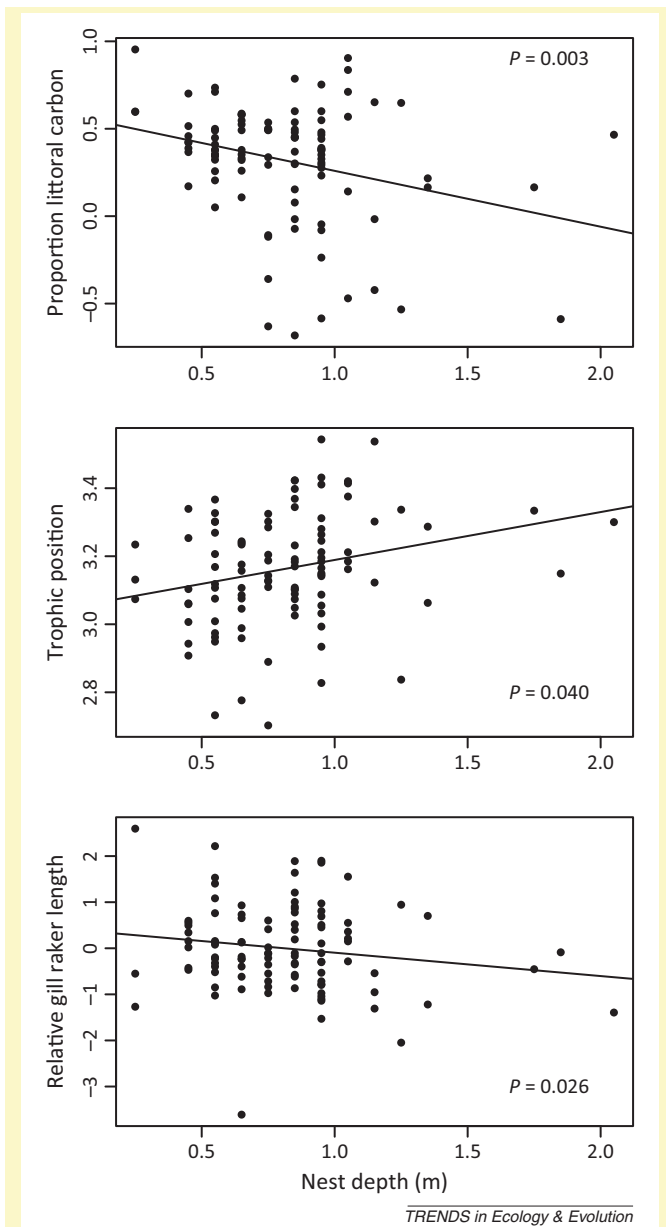 P = 0.003
Proportion littoral carbon
1.0
0.5
0.0
−0.5
0.5 1.0 1.5 2.0
Trophic position
3.4
3.2
3.0
2.8
P = 0.040
0.5 1.0 1.5 2.0
Relative gill raker length
2
1
0
−1
−2
−3
P = 0.026
0.5 1.0 1.5 2.0
Nest depth (m)
TRENDS in Ecology & Evolution